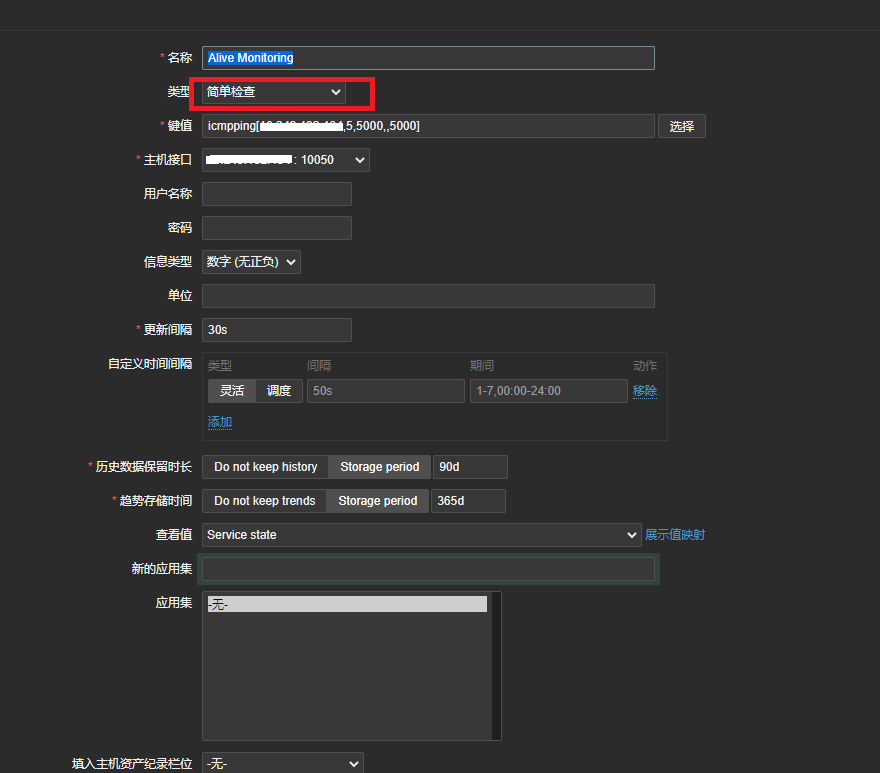 * 名称 Alive Monitoring
类型 简单检查
* 键值 icmpping[ ,5,5000,,5000] 选择
* 主机接口 : 10050
用户名称
密码
信息类型 数字 (无正负)
单位
* 更新间隔 30s
自定义时间间隔 类型 间隔 期间 动作
灵活 调度 50s 1-7,00:00-24:00 移除
添加
* 历史数据保留时长 Do not keep history Storage period 90d
* 趋势存储时间 Do not keep trends Storage period 365d
查看值 Service state 展示值映射
新的应用集
应用集 -无-
填入主机资产纪录栏位 -无-